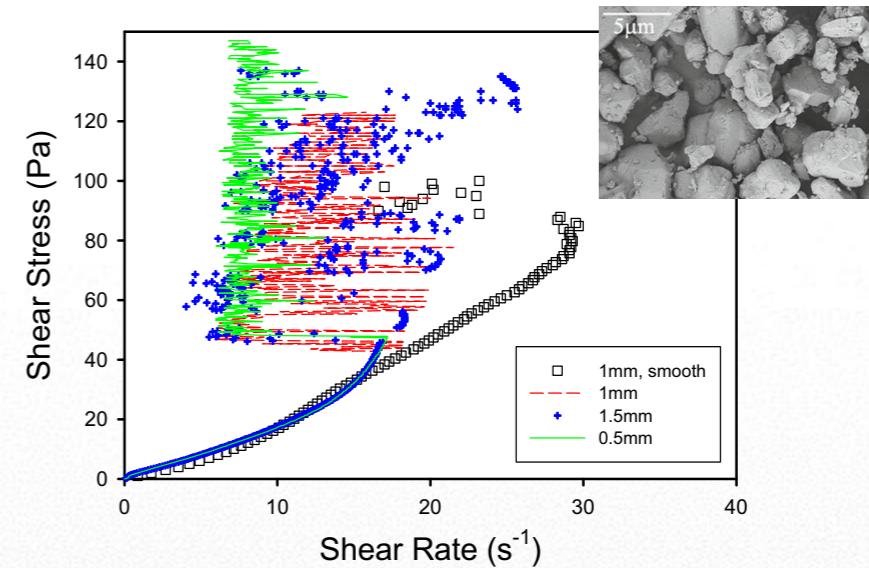 5μm
140
120
100
80
60
40
20
0
Shear Stress (Pa)
1mm, smooth
1mm
1.5mm
0.5mm
0 10 20 30 40
Shear Rate (s⁻¹)